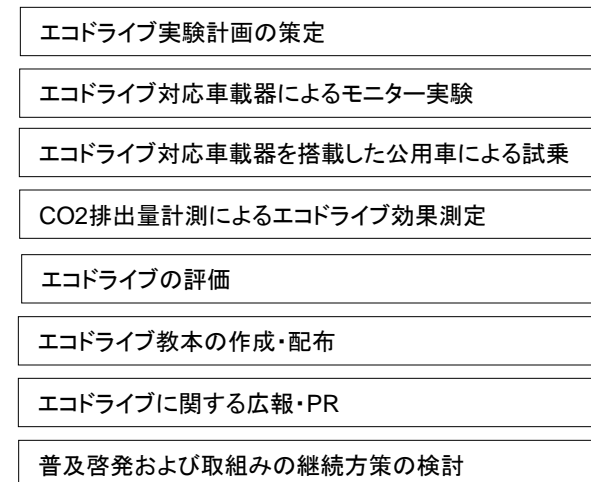 エコドライブ実験計画の策定
エコドライブ対応車載器によるモニター実験
エコドライブ対応車載器を搭載した公用車による試乗
CO2排出量計測によるエコドライブ効果測定
エコドライブの評価
エコドライブ教本の作成・配布
エコドライブに関する広報・PR
普及啓発および取組みの継続方策の検討